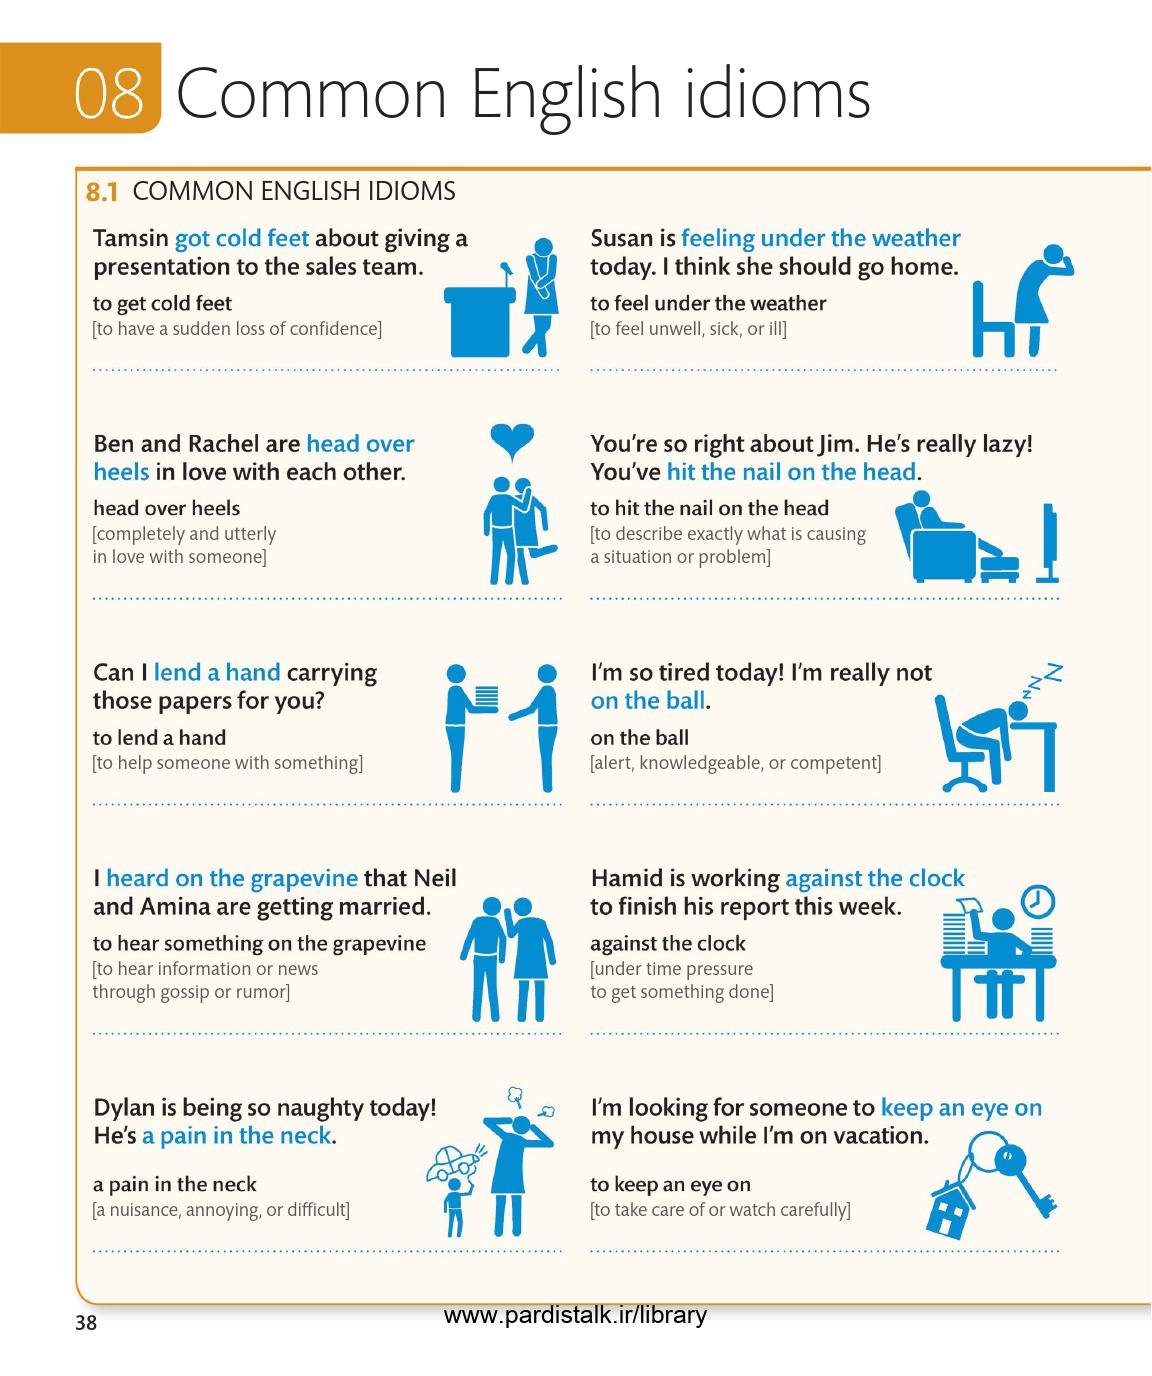 08 Common English idioms
8.1 COMMON ENGLISH IDIOMS
Tamsin got cold feet about giving a
presentation to the sales team.
to get cold feet
[to have a sudden loss of confidence]
Susan is feeling under the weather
today. I think she should go home.
to feel under the weather
[to feel unwell, sick, or ill]
Ben and Rachel are head over
heels in love with each other.
head over heels
[completely and utterly
in love with someone]
You're so right about Jim. He's really lazy!
You've hit the nail on the head.
to hit the nail on the head
[to describe exactly what is causing
a situation or problem]
Can I lend a hand carrying
those papers for you?
to lend a hand
[to help someone with something]
I'm so tired today! I'm really not
on the ball.
on the ball
[alert, knowledgeable, or competent]
zzZZ
I heard on the grapevine that Neil
and Amina are getting married.
to hear something on the grapevine
[to hear information or news
through gossip or rumor]
Hamid is working against the clock
to finish his report this week.
against the clock
[under time pressure
to get something done]
Dylan is being so naughty today!
He's a pain in the neck.
a pain in the neck
[a nuisance, annoying, or difficult]
I'm looking for someone to keep an eye on
my house while I'm on vacation.
to keep an eye on
[to take care of or watch carefully]
38
www.pardistalk.ir/library